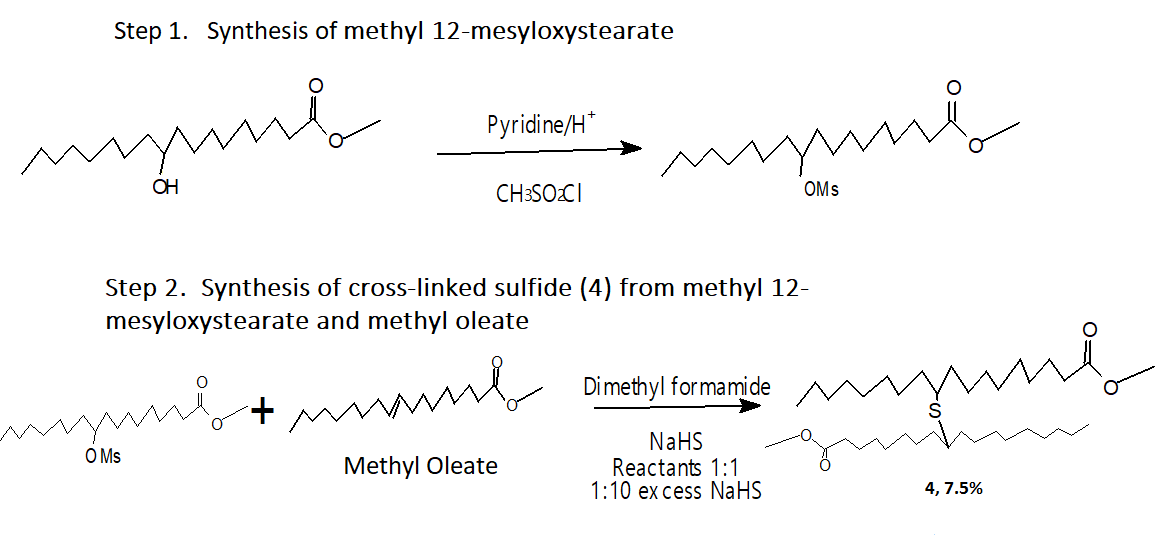 Step 1. Synthesis of methyl 12-mesyloxystearate
O
O
OH
Pyridine/H+
CH3SO2Cl
O
O
OMs
Step 2. Synthesis of cross-linked sulfide (4) from methyl 12-
mesyloxystearate and methyl oleate
O
O
OMs
+
O
O
Methyl Oleate
Dimethyl formamide
NaHS
Reactants 1:1
1:10 excess NaHS
O
O
S
O
O
4, 7.5%